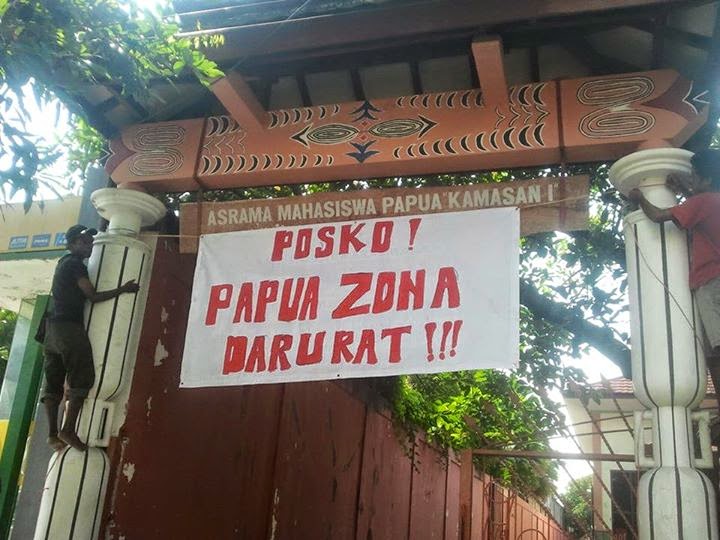 ASRAMA MAHASISWA PAPUA KAMASAN I
POSKO !
PAPUA ZONA
DARURAT !!!